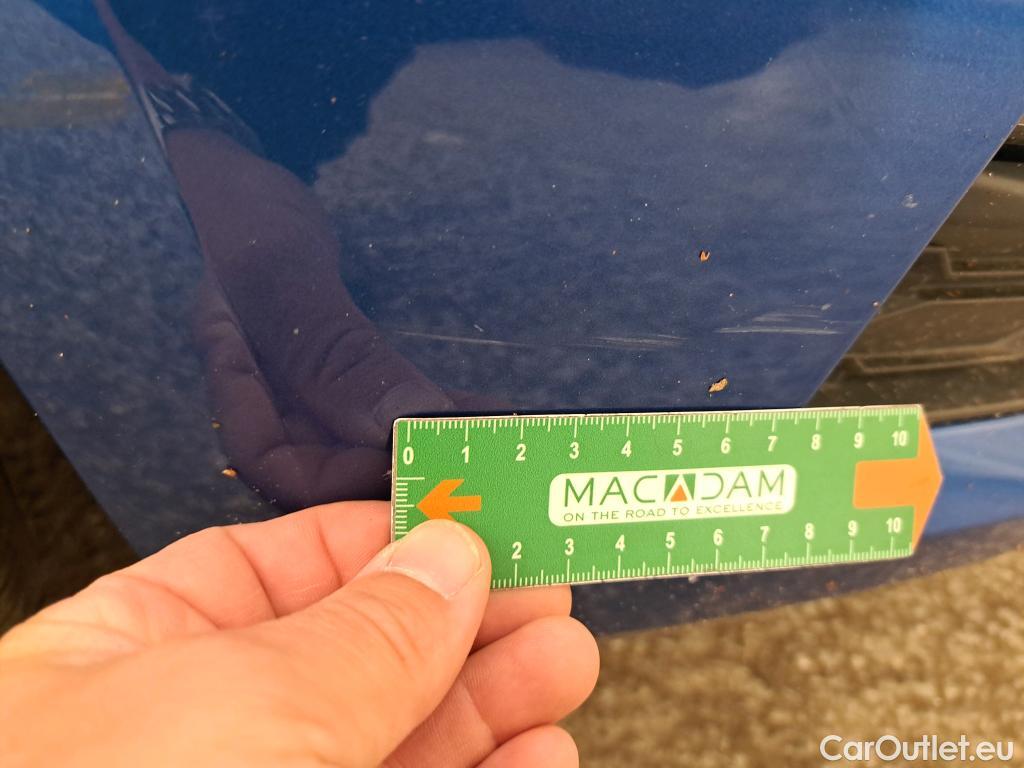 0 1 2 3 4 5 6 7 8 9 10
MACADAM
ON THE ROAD TO EXCELLENCE
2 3 4 5 6 7 8 9 10
CarOutlet.eu